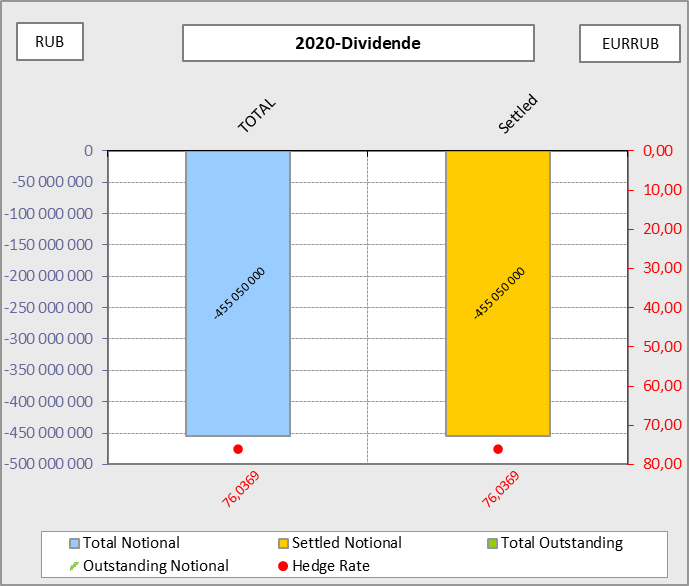 RUB
2020-Dividende
EURRUB
TOTAL
Settled
0
-50 000 000
-100 000 000
-150 000 000
-200 000 000
-250 000 000
-300 000 000
-350 000 000
-400 000 000
-450 000 000
-500 000 000
-455 050 000
-455 050 000
0,00
10,00
20,00
30,00
40,00
50,00
60,00
70,00
80,00
76,0369
76,0369
Total Notional
Settled Notional
Total Outstanding
Outstanding Notional
Hedge Rate